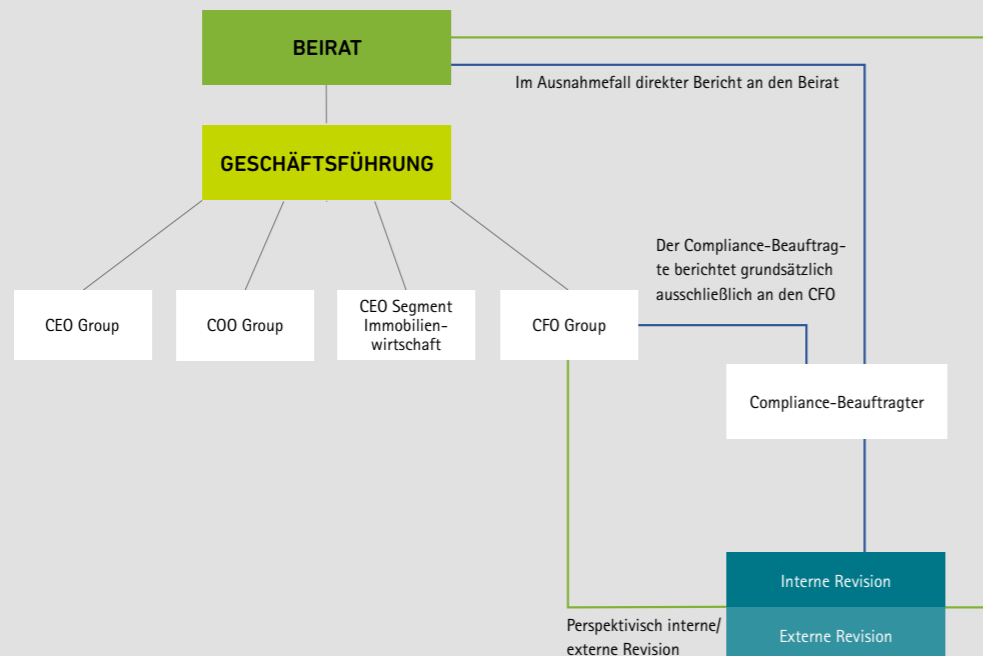 BEIRAT
Im Ausnahmefall direkter Bericht an den Beirat
GESCHÄFTSFÜHRUNG
Der Compliance-Beauftrag-
te berichtet grundsätzlich
ausschließlich an den CFO
CEO Group
COO Group
CEO Segment
Immobilien-
wirtschaft
CFO Group
Compliance-Beauftragter
Interne Revision
Perspektivisch interne/
externe Revision
Externe Revision